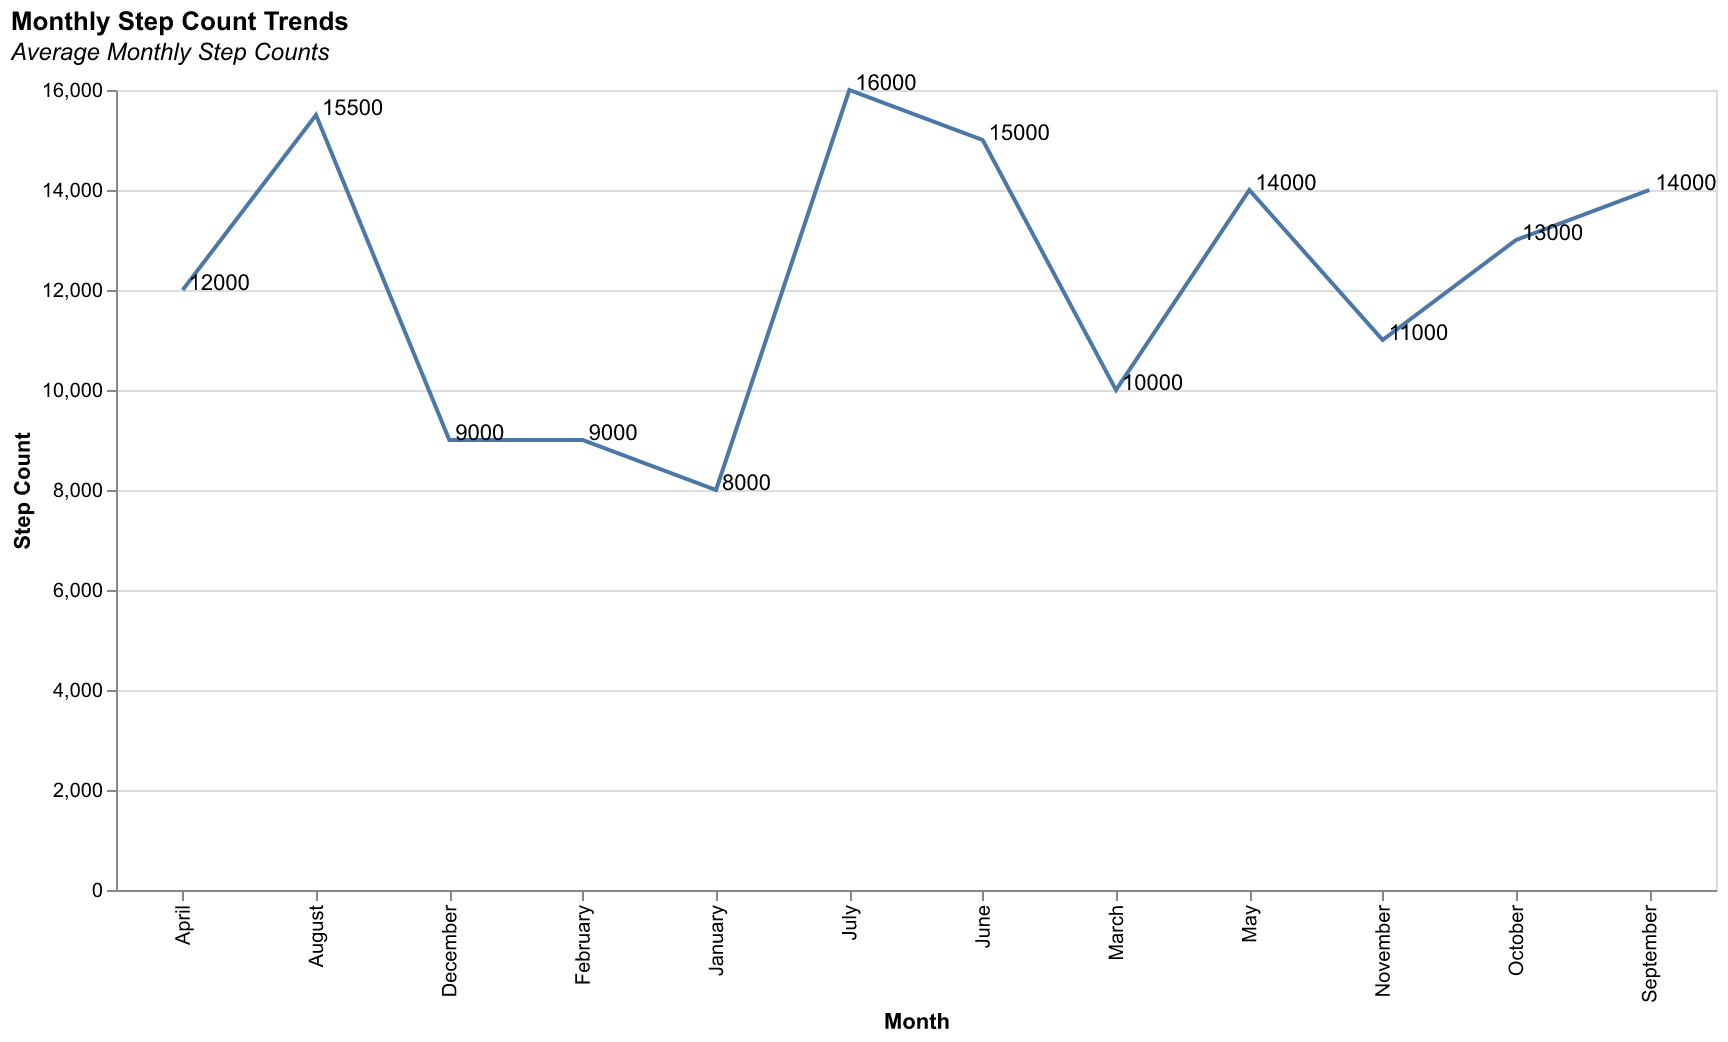 Monthly Step Count Trends
Average Monthly Step Counts
16,000
14,000
12,000
10,000
8,000
6,000
4,000
2,000
0
Step Count
12000
15500
9000
9000
8000
16000
15000
10000
14000
11000
13000
14000
April
August
December
February
January
July
June
March
May
November
October
September
Month